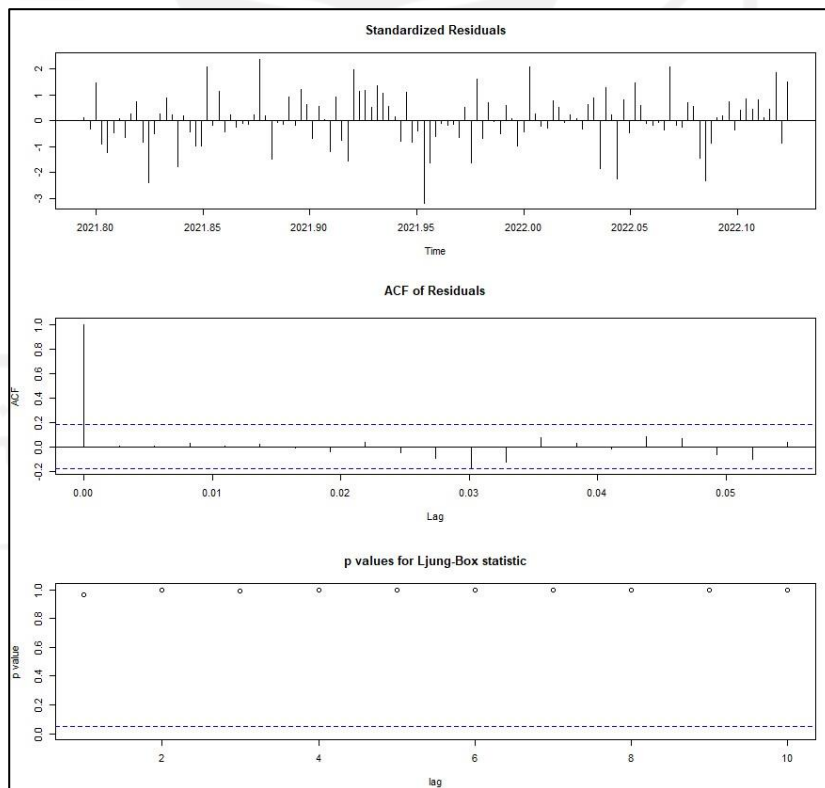 Standardized Residuals
2
1
0
-1
-2
-3
2021.80 2021.85 2021.90 2021.95 2022.00 2022.05 2022.10
Time
ACF of Residuals
1.0
0.8
0.6
0.4
0.2
0.0
-0.2
ACF
0.00 0.01 0.02 0.03 0.04 0.05
Lag
p values for Ljung-Box statistic
1.0
0.8
0.6
0.4
0.2
0.0
p value
2 4 6 8 10
lag